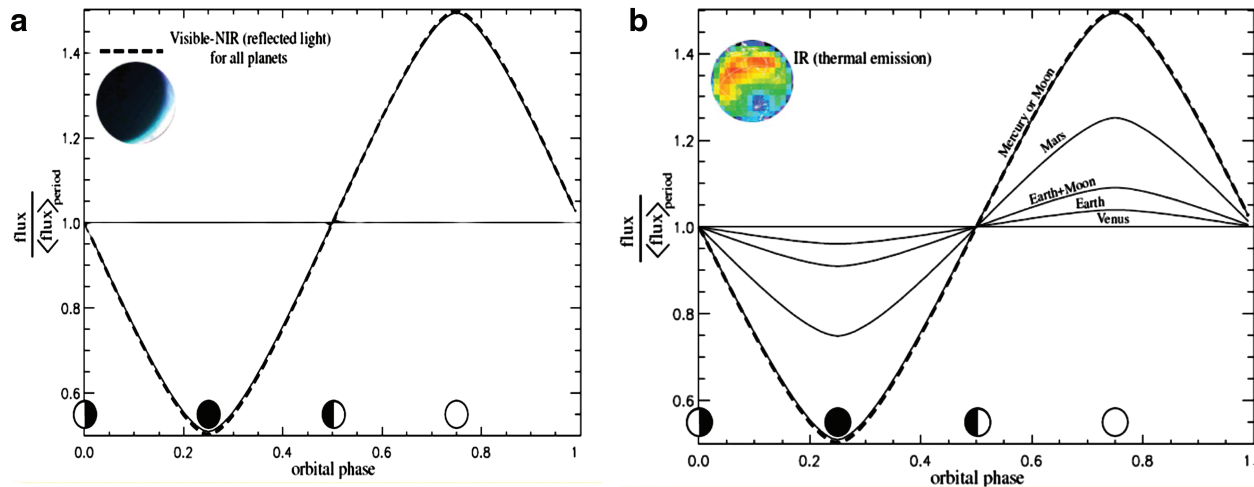 a
Visible-NIR (reflected light)
for all planets
1.4
1.2
1.0
0.8
0.6
flux
<flux>period
0.0 0.2 0.4 0.6 0.8 1
orbital phase
b
IR (thermal emission)
Mercury or Moon
Mars
Earth+Moon
Earth
Venus
1.4
1.2
1.0
0.8
0.6
flux
<flux>period
0.0 0.2 0.4 0.6 0.8 1.
orbital phase